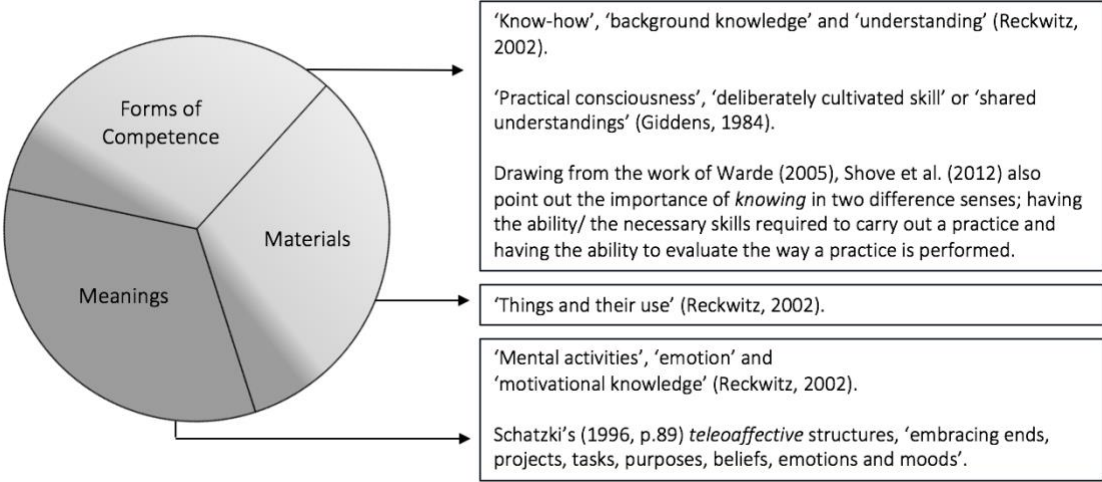 Forms of
Competence
Materials
Meanings
‘Know-how’, ‘background knowledge’ and ‘understanding’ (Reckwitz,
2002).
‘Practical consciousness’, ‘deliberately cultivated skill’ or ‘shared
understandings’ (Giddens, 1984).
Drawing from the work of Warde (2005), Shove et al. (2012) also
point out the importance of knowing in two difference senses; having
the ability/ the necessary skills required to carry out a practice and
having the ability to evaluate the way a practice is performed.
‘Things and their use’ (Reckwitz, 2002).
‘Mental activities’, ‘emotion’ and
‘motivational knowledge’ (Reckwitz, 2002).
Schatzki’s (1996, p.89) teleoaffective structures, ‘embracing ends,
projects, tasks, purposes, beliefs, emotions and moods’.